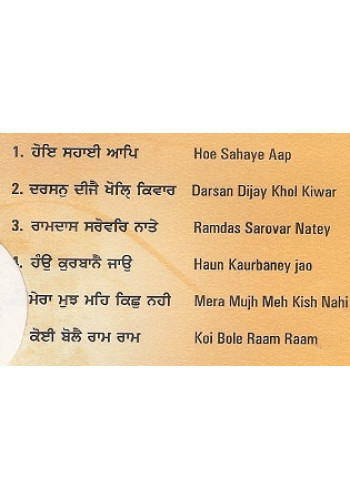 1. ਹੋਇ ਸਹਾਈ ਆਪਿ Hoe Sahaye Aap
2. ਦਰਸਨੁ ਦੀਜੈ ਖੋਲਿ੍ ਕਿਵਾਰ Darsan Dijay Khol Kiwar
3. ਰਾਮਦਾਸ ਸਰੋਵਰਿ ਨਾਤੇ Ramdas Sarovar Natey
4. ਹੰਉ ਕੁਰਬਾਨੈ ਜਾਉ Haun Kaurbaney jao
ਮੇਰਾ ਮੁਝ ਮਹਿ ਕਿਛੁ ਨਹੀ Mera Mujh Meh Kish Nahi
ਕੋਈ ਬੋਲੈ ਰਾਮ ਰਾਮ Koi Bole Raam Raam